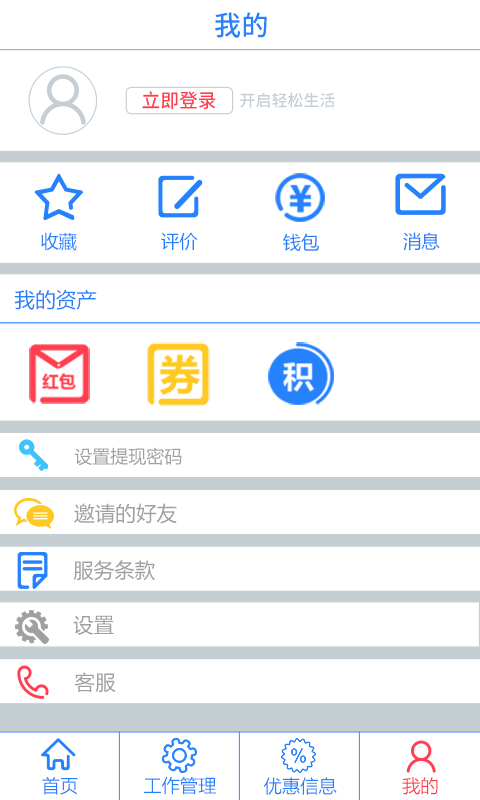 我的
立即登录 开启轻松生活
收藏 评价 钱包 消息
我的资产
红包 券 积
设置提现密码
邀请的好友
服务条款
设置
客服
首页 工作管理 优惠信息 我的